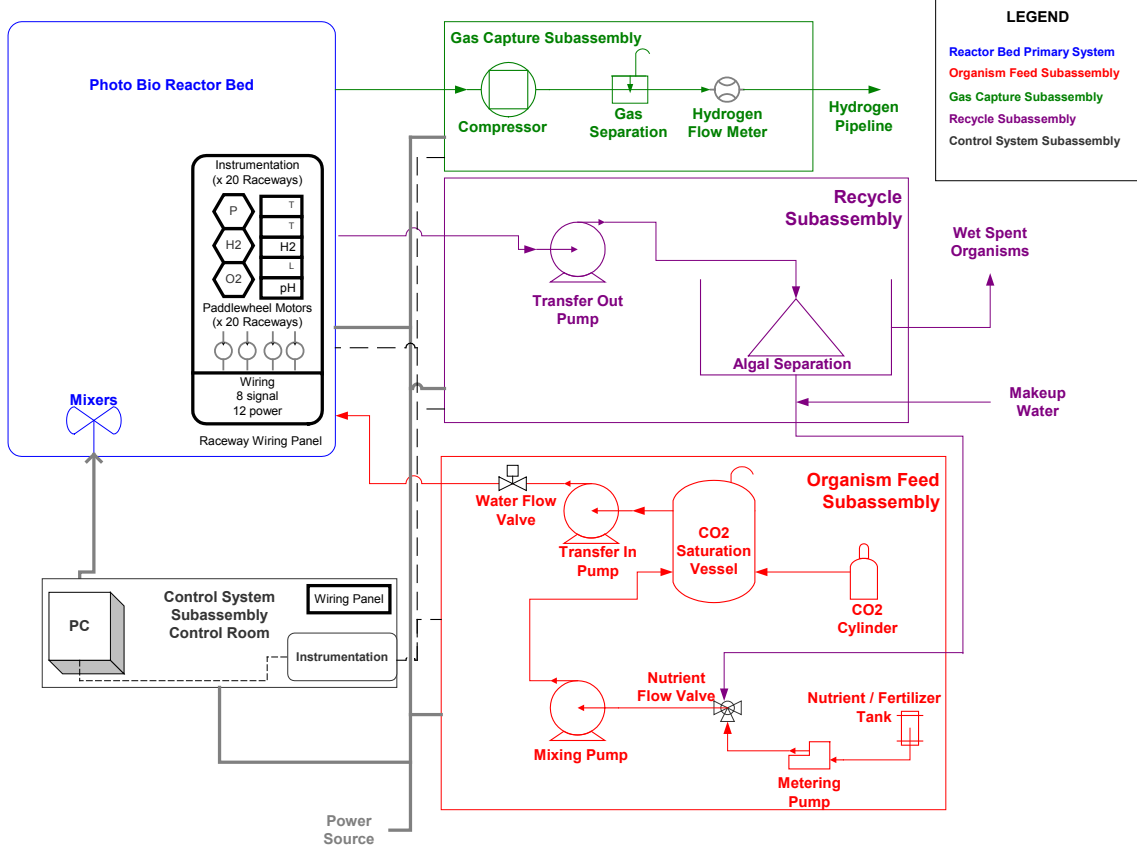 LEGEND
Reactor Bed Primary System
Organism Feed Subassembly
Gas Capture Subassembly
Recycle Subassembly
Control System Subassembly
Gas Capture Subassembly
Compressor
Gas
Separation
Hydrogen
Flow Meter
Hydrogen
Pipeline
Photo Bio Reactor Bed
Instrumentation
(x 20 Raceways)
P
H2
O2
T
T
H2
L
pH
Paddlewheel Motors
(x 20 Raceways)
Wiring
8 signal
12 power
Raceway Wiring Panel
Mixers
Recycle
Subassembly
Transfer Out
Pump
Algal Separation
Wet Spent
Organisms
Makeup
Water
Organism Feed
Subassembly
Water Flow
Valve
Transfer In
Pump
CO2
Saturation
Vessel
CO2
Cylinder
Nutrient
Flow Valve
Nutrient / Fertilizer
Tank
Mixing Pump
Metering
Pump
Control System
Subassembly
Control Room
PC
Wiring Panel
Instrumentation
Power
Source